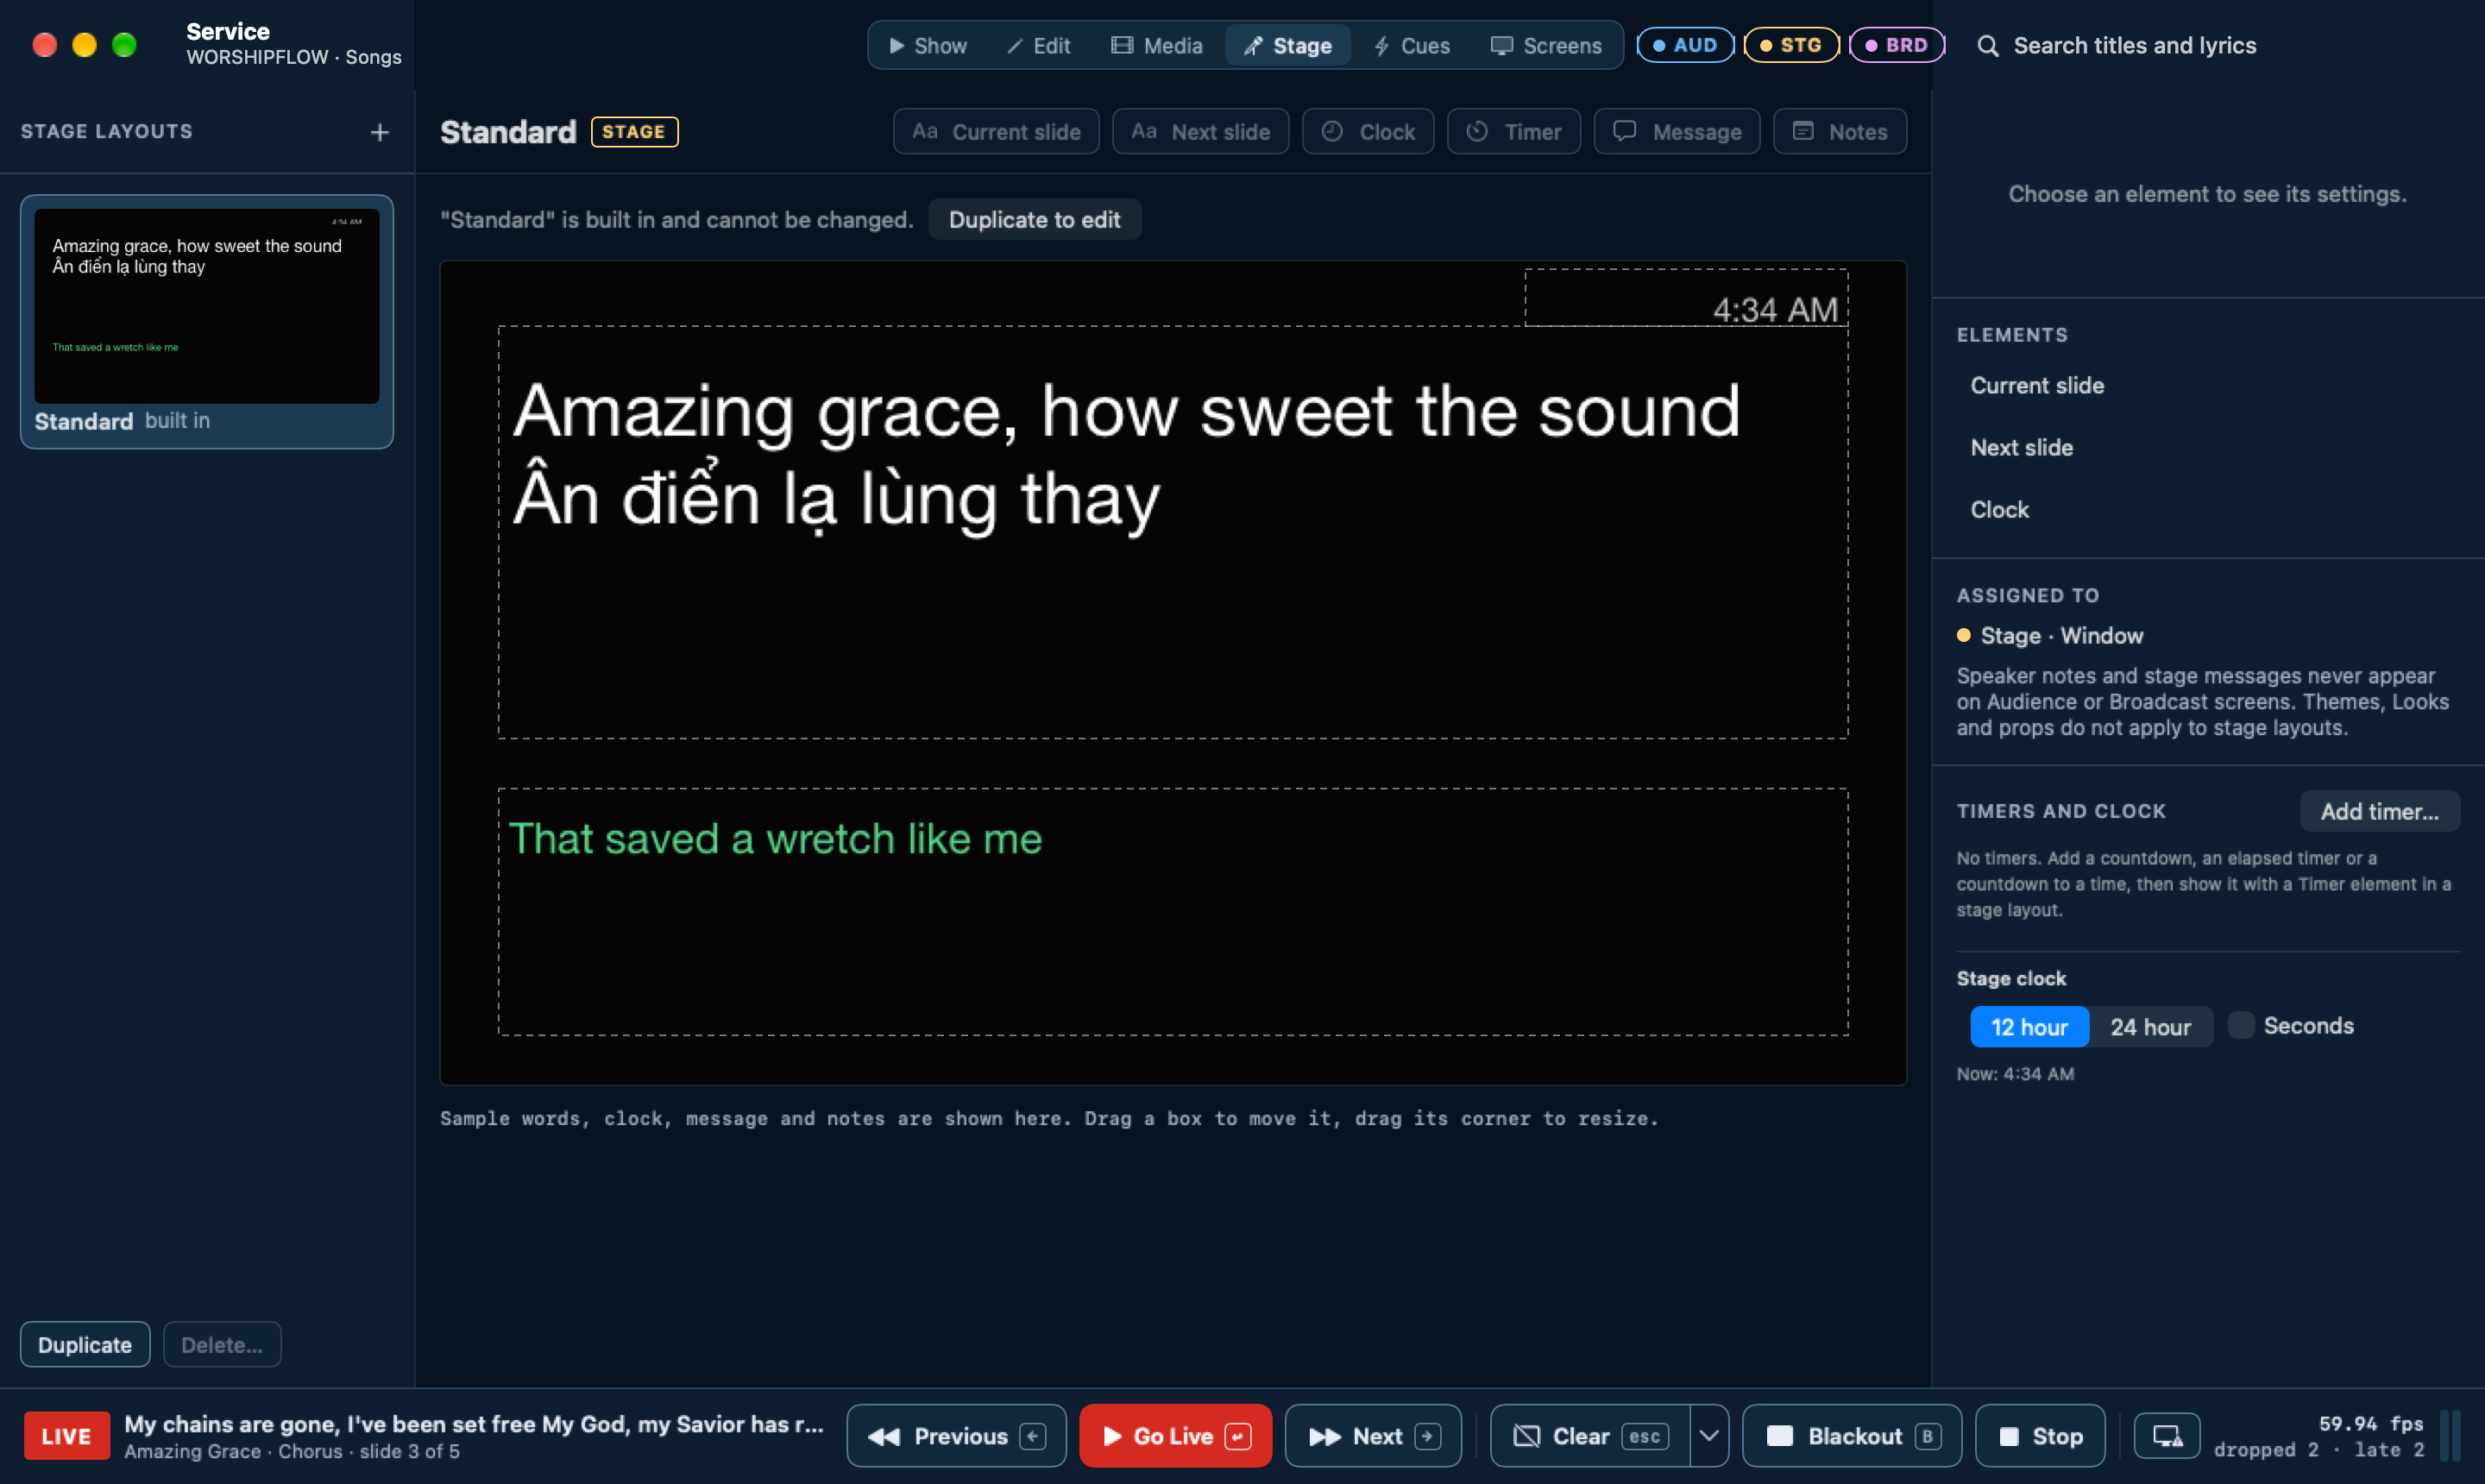 Service
WORSHIPFLOW · Songs
Show
Edit
Media
Stage
Cues
Screens
AUD
STG
BRD
Search titles and lyrics
STAGE LAYOUTS
4:34 AM
Amazing grace, how sweet the sound
Ân điển lạ lùng thay
That saved a wretch like me
Standard built in
Duplicate
Delete...
Standard
STAGE
Aa Current slide
Aa Next slide
Clock
Timer
Message
Notes
"Standard" is built in and cannot be changed.
Duplicate to edit
4:34 AM
Amazing grace, how sweet the sound
Ân điển lạ lùng thay
That saved a wretch like me
Sample words, clock, message and notes are shown here. Drag a box to move it, drag its corner to resize.
Choose an element to see its settings.
ELEMENTS
Current slide
Next slide
Clock
ASSIGNED TO
Stage · Window
Speaker notes and stage messages never appear
on Audience or Broadcast screens. Themes, Looks
and props do not apply to stage layouts.
TIMERS AND CLOCK
Add timer...
No timers. Add a countdown, an elapsed timer or a
countdown to a time, then show it with a Timer element in a
stage layout.
Stage clock
12 hour
24 hour
Seconds
Now: 4:34 AM
LIVE
My chains are gone, I've been set free My God, my Savior has r...
Amazing Grace · Chorus · slide 3 of 5
Previous
Go Live
Next
Clear esc
Blackout B
Stop
59.94 fps
dropped 2 · late 2